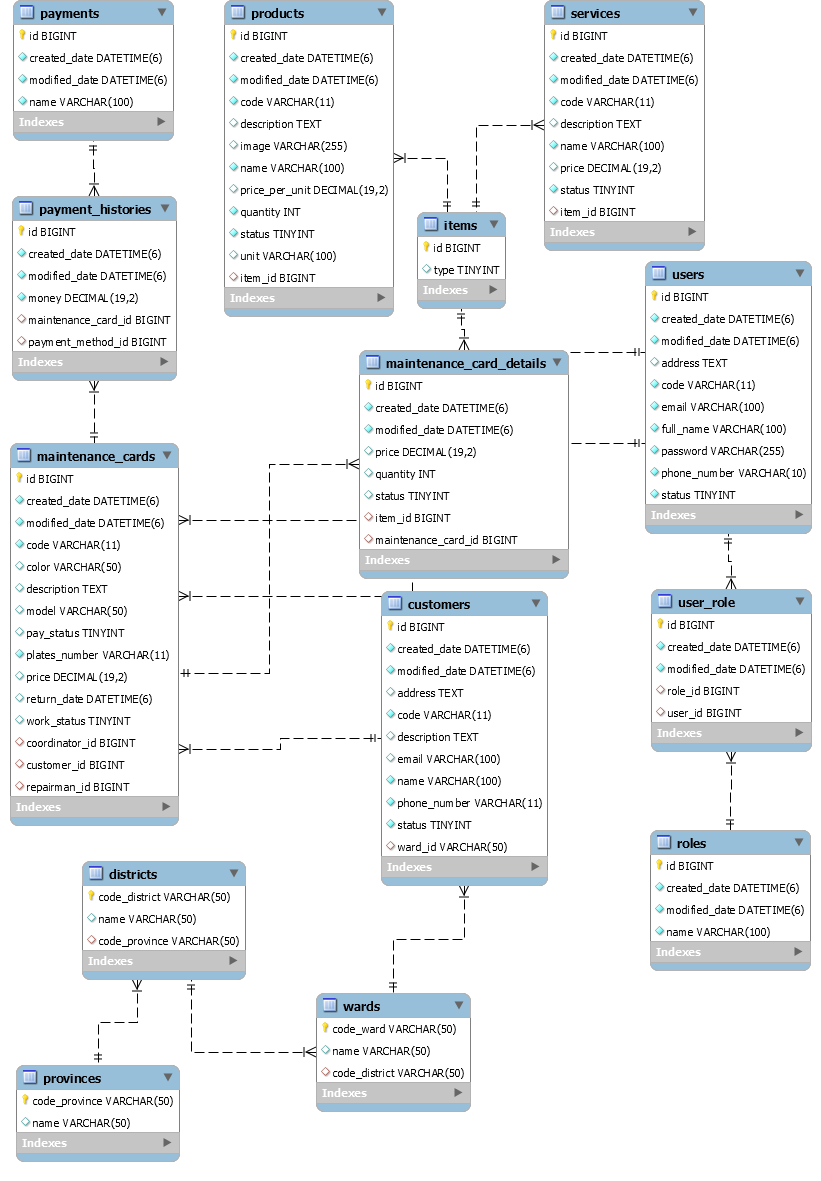 payments
id BIGINT
created_date DATETIME(6)
modified_date DATETIME(6)
name VARCHAR(100)
Indexes
products
id BIGINT
created_date DATETIME(6)
modified_date DATETIME(6)
code VARCHAR(11)
description TEXT
image VARCHAR(255)
name VARCHAR(100)
price_per_unit DECIMAL(19,2)
quantity INT
status TINYINT
unit VARCHAR(100)
item_id BIGINT
Indexes
services
id BIGINT
created_date DATETIME(6)
modified_date DATETIME(6)
code VARCHAR(11)
description TEXT
name VARCHAR(100)
price DECIMAL(19,2)
status TINYINT
item_id BIGINT
Indexes
payment_histories
id BIGINT
created_date DATETIME(6)
modified_date DATETIME(6)
money DECIMAL(19,2)
maintenance_card_id BIGINT
payment_method_id BIGINT
Indexes
items
id BIGINT
type TINYINT
Indexes
users
id BIGINT
created_date DATETIME(6)
modified_date DATETIME(6)
address TEXT
code VARCHAR(11)
email VARCHAR(100)
full_name VARCHAR(100)
password VARCHAR(255)
phone_number VARCHAR(10)
status TINYINT
Indexes
maintenance_card_details
id BIGINT
created_date DATETIME(6)
modified_date DATETIME(6)
price DECIMAL(19,2)
quantity INT
status TINYINT
item_id BIGINT
maintenance_card_id BIGINT
Indexes
maintenance_cards
id BIGINT
created_date DATETIME(6)
modified_date DATETIME(6)
code VARCHAR(11)
color VARCHAR(50)
description TEXT
model VARCHAR(50)
pay_status TINYINT
plates_number VARCHAR(11)
price DECIMAL(19,2)
return_date DATETIME(6)
work_status TINYINT
coordinator_id BIGINT
customer_id BIGINT
repairman_id BIGINT
Indexes
customers
id BIGINT
created_date DATETIME(6)
modified_date DATETIME(6)
address TEXT
code VARCHAR(11)
description TEXT
email VARCHAR(100)
name VARCHAR(100)
phone_number VARCHAR(11)
status TINYINT
ward_id VARCHAR(50)
Indexes
user_role
id BIGINT
created_date DATETIME(6)
modified_date DATETIME(6)
role_id BIGINT
user_id BIGINT
Indexes
roles
id BIGINT
created_date DATETIME(6)
modified_date DATETIME(6)
name VARCHAR(100)
Indexes
districts
code_district VARCHAR(50)
name VARCHAR(50)
code_province VARCHAR(50)
Indexes
wards
code_ward VARCHAR(50)
name VARCHAR(50)
code_district VARCHAR(50)
Indexes
provinces
code_province VARCHAR(50)
name VARCHAR(50)
Indexes